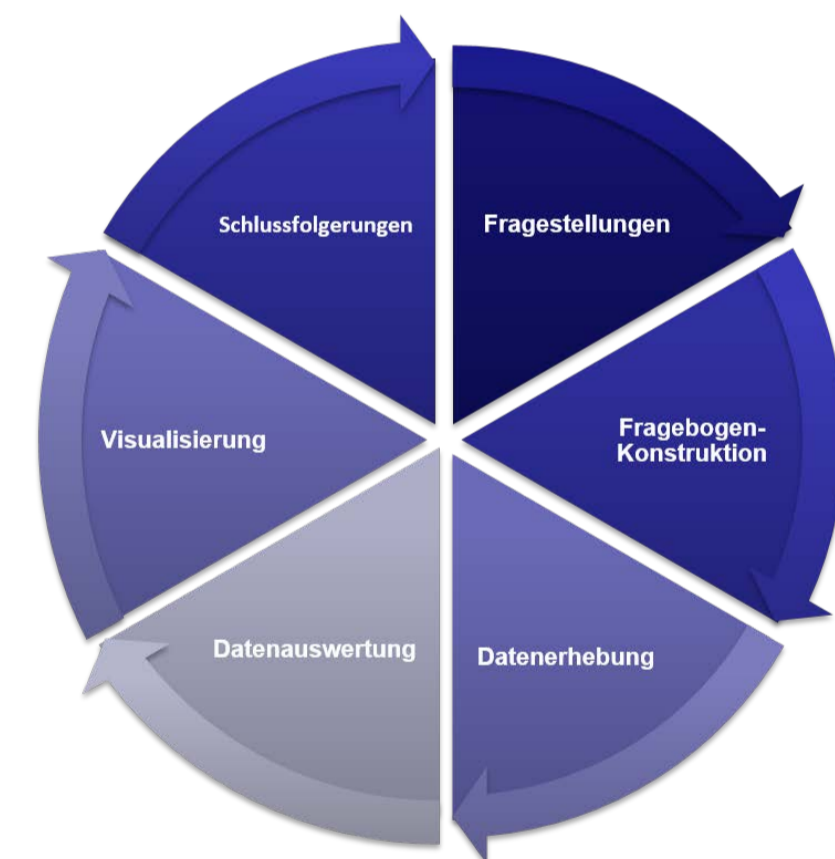 Fragestellungen
Fragebogen-
Konstruktion
Datenerhebung
Datenauswertung
Visualisierung
Schlussfolgerungen